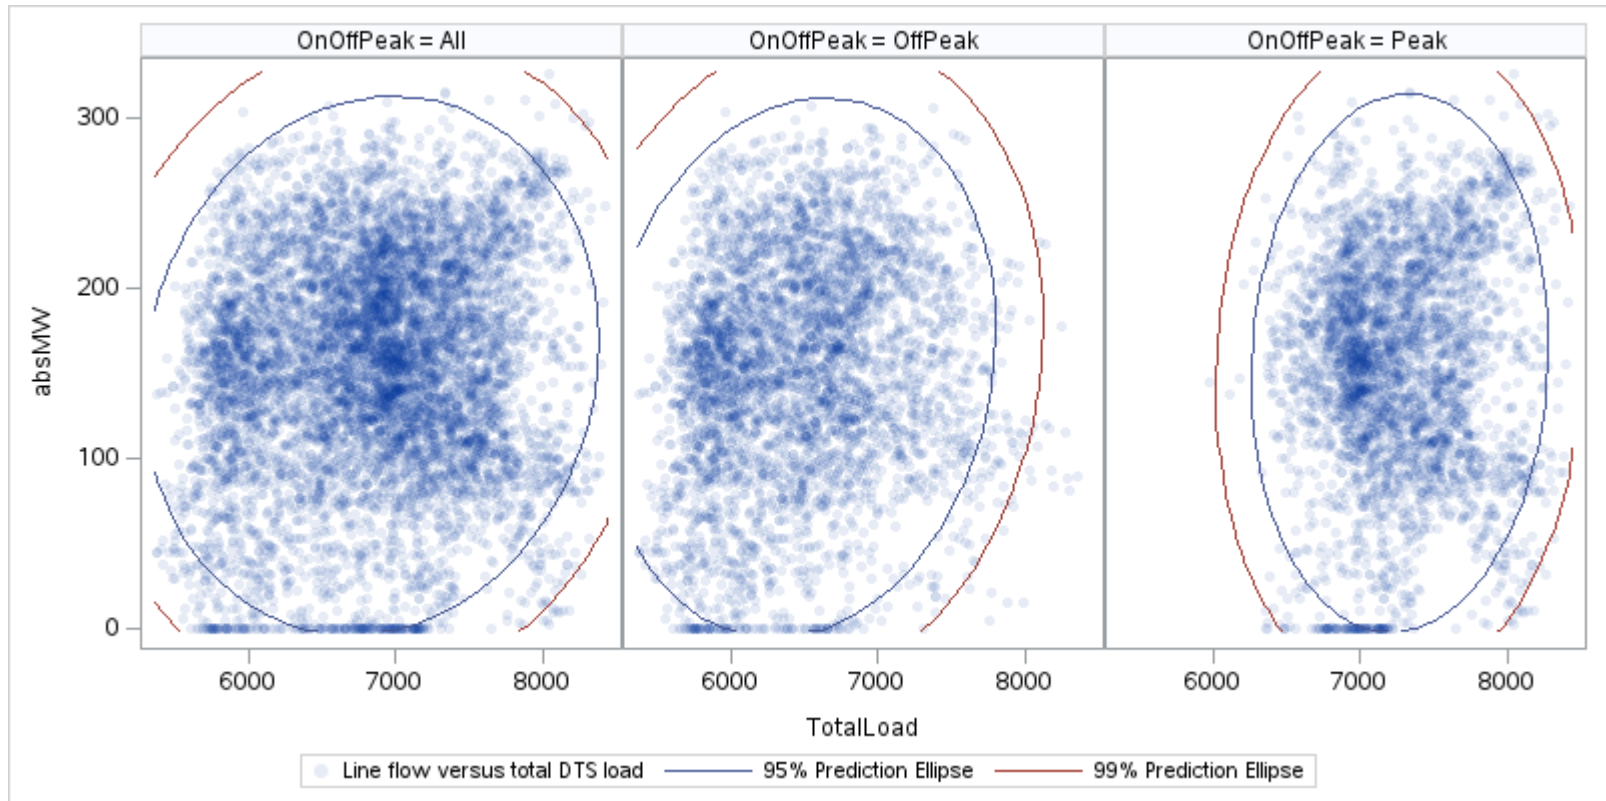 OnOffPeak = All
OnOffPeak = OffPeak
OnOffPeak = Peak
300
200
100
0
absMW
6000 7000 8000
6000 7000 8000
6000 7000 8000
TotalLoad
Line flow versus total DTS load
95% Prediction Ellipse
99% Prediction Ellipse